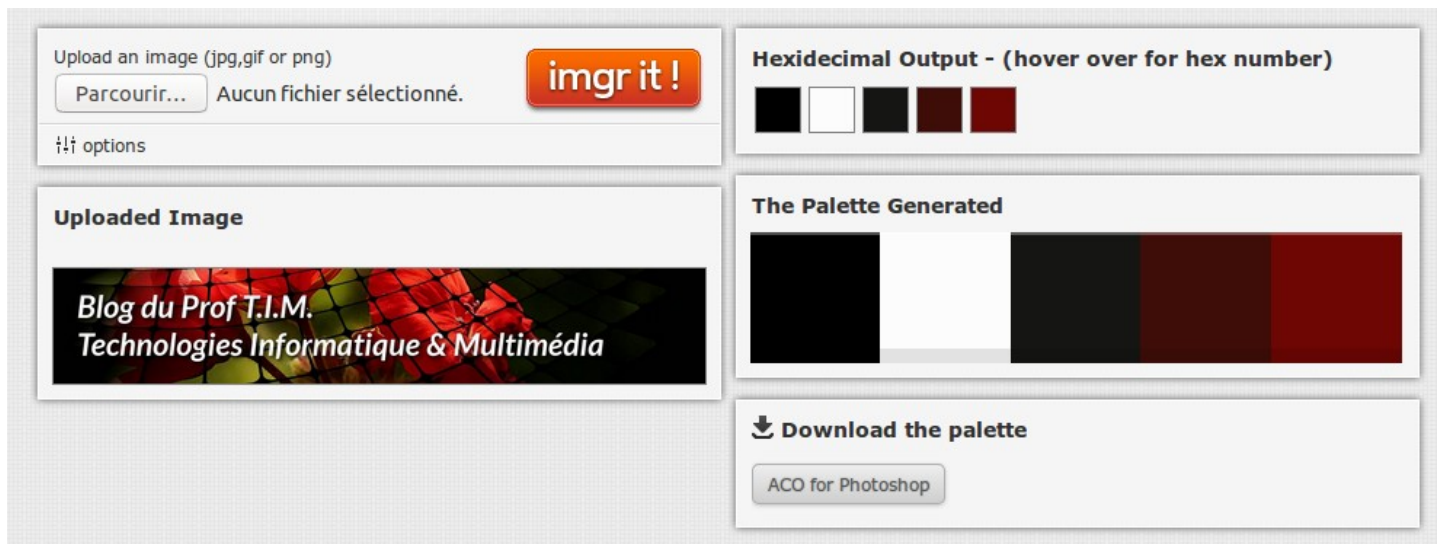 Upload an image (jpg,gif or png)
Parcourir... Aucun fichier sélectionné.
imgr it !
options
Uploaded Image
Blog du Prof T.I.M.
Technologies Informatique & Multimédia
Hexidecimal Output - (hover over for hex number)
The Palette Generated
Download the palette
ACO for Photoshop